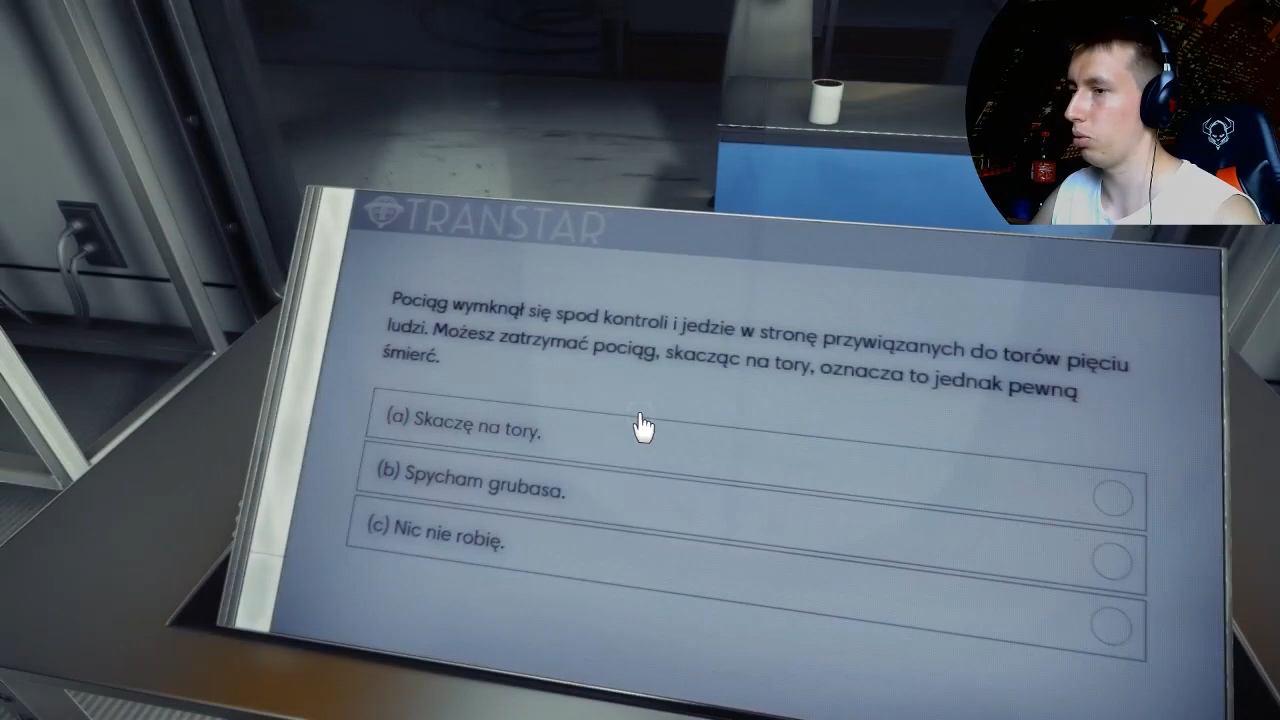 TRANSTAR
Pociąg wymknął się spod kontroli i jedzie w stronę przywiązanych do torów pięciu
ludzi. Możesz zatrzymać pociąg, skacząc na tory, oznacza to jednak pewną
śmierć.
(a) Skaczę na tory.
(b) Spycham grubasa.
(c) Nic nie robię.